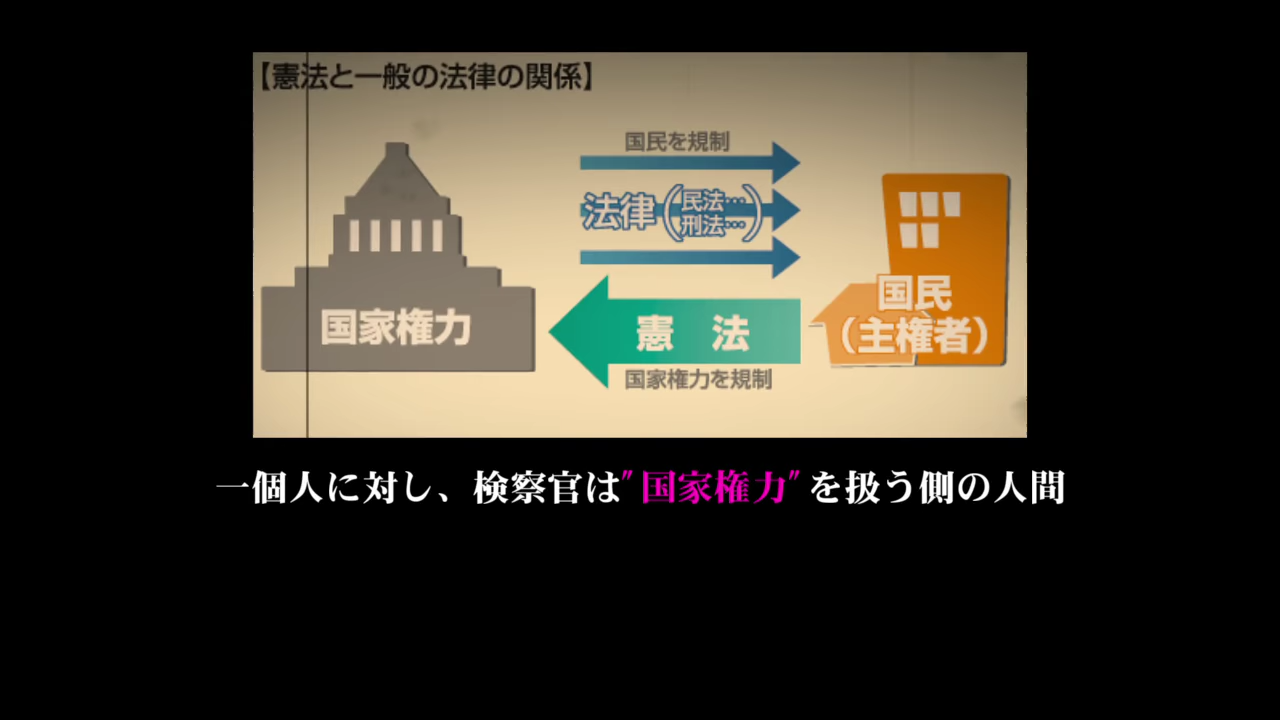 【憲法と一般の法律の関係】
国民を規制
法律(民法…
刑法…)
国家権力
国民
(主権者)
憲 法
国家権力を規制
一個人に対し、検察官は"国家権力"を扱う側の人間